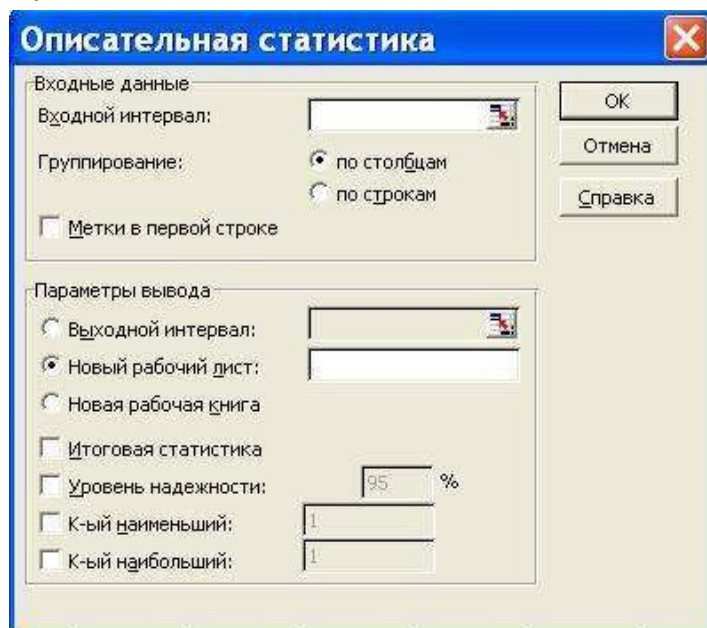 Описательная статистика
Входные данные
Входной интервал:
OK
Группирование:
по столбцам
Отмена
по строкам
Справка
Метки в первой строке
Параметры вывода
Выходной интервал:
Новый рабочий лист:
Новая рабочая книга
Итоговая статистика
Уровень надежности: 95 %
К-ый наименьший: 1
К-ый наибольший: 1